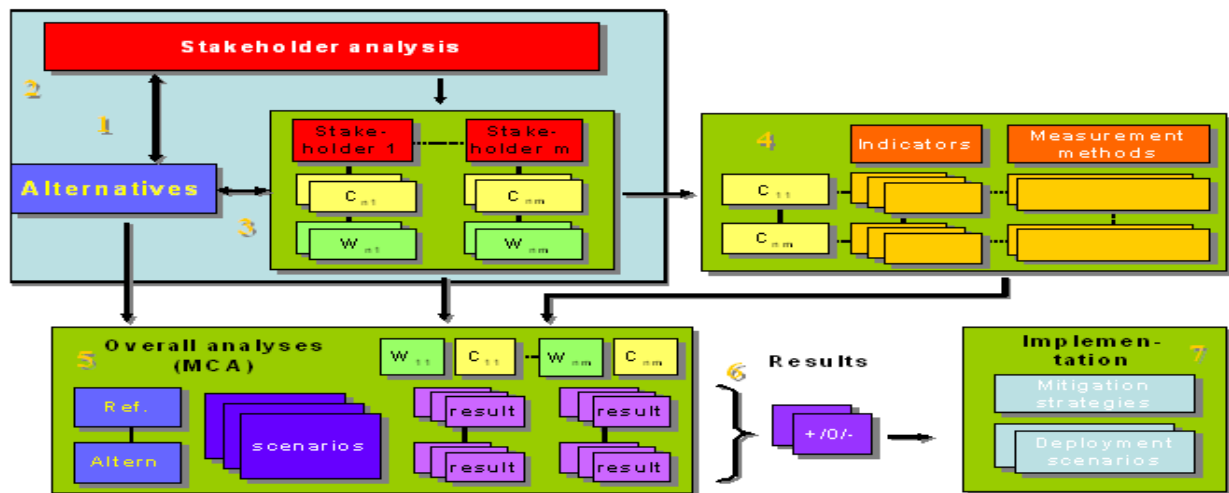 Stakeholder analysis
2
1
Stake-
holder 1
Stake-
holder m
4
Indicators
Measurement
methods
Alternatives
3
C n1
C nm
C 11
W n1
W nm
C nm
5
Overall analyses
(MCA)
W 11
C 11
W nm
C nm
6
Results
Implemen-
tation
7
Ref.
Altern
scenarios
result
result
result
result
+/0/-
Mitigation
strategies
Deployment
scenarios